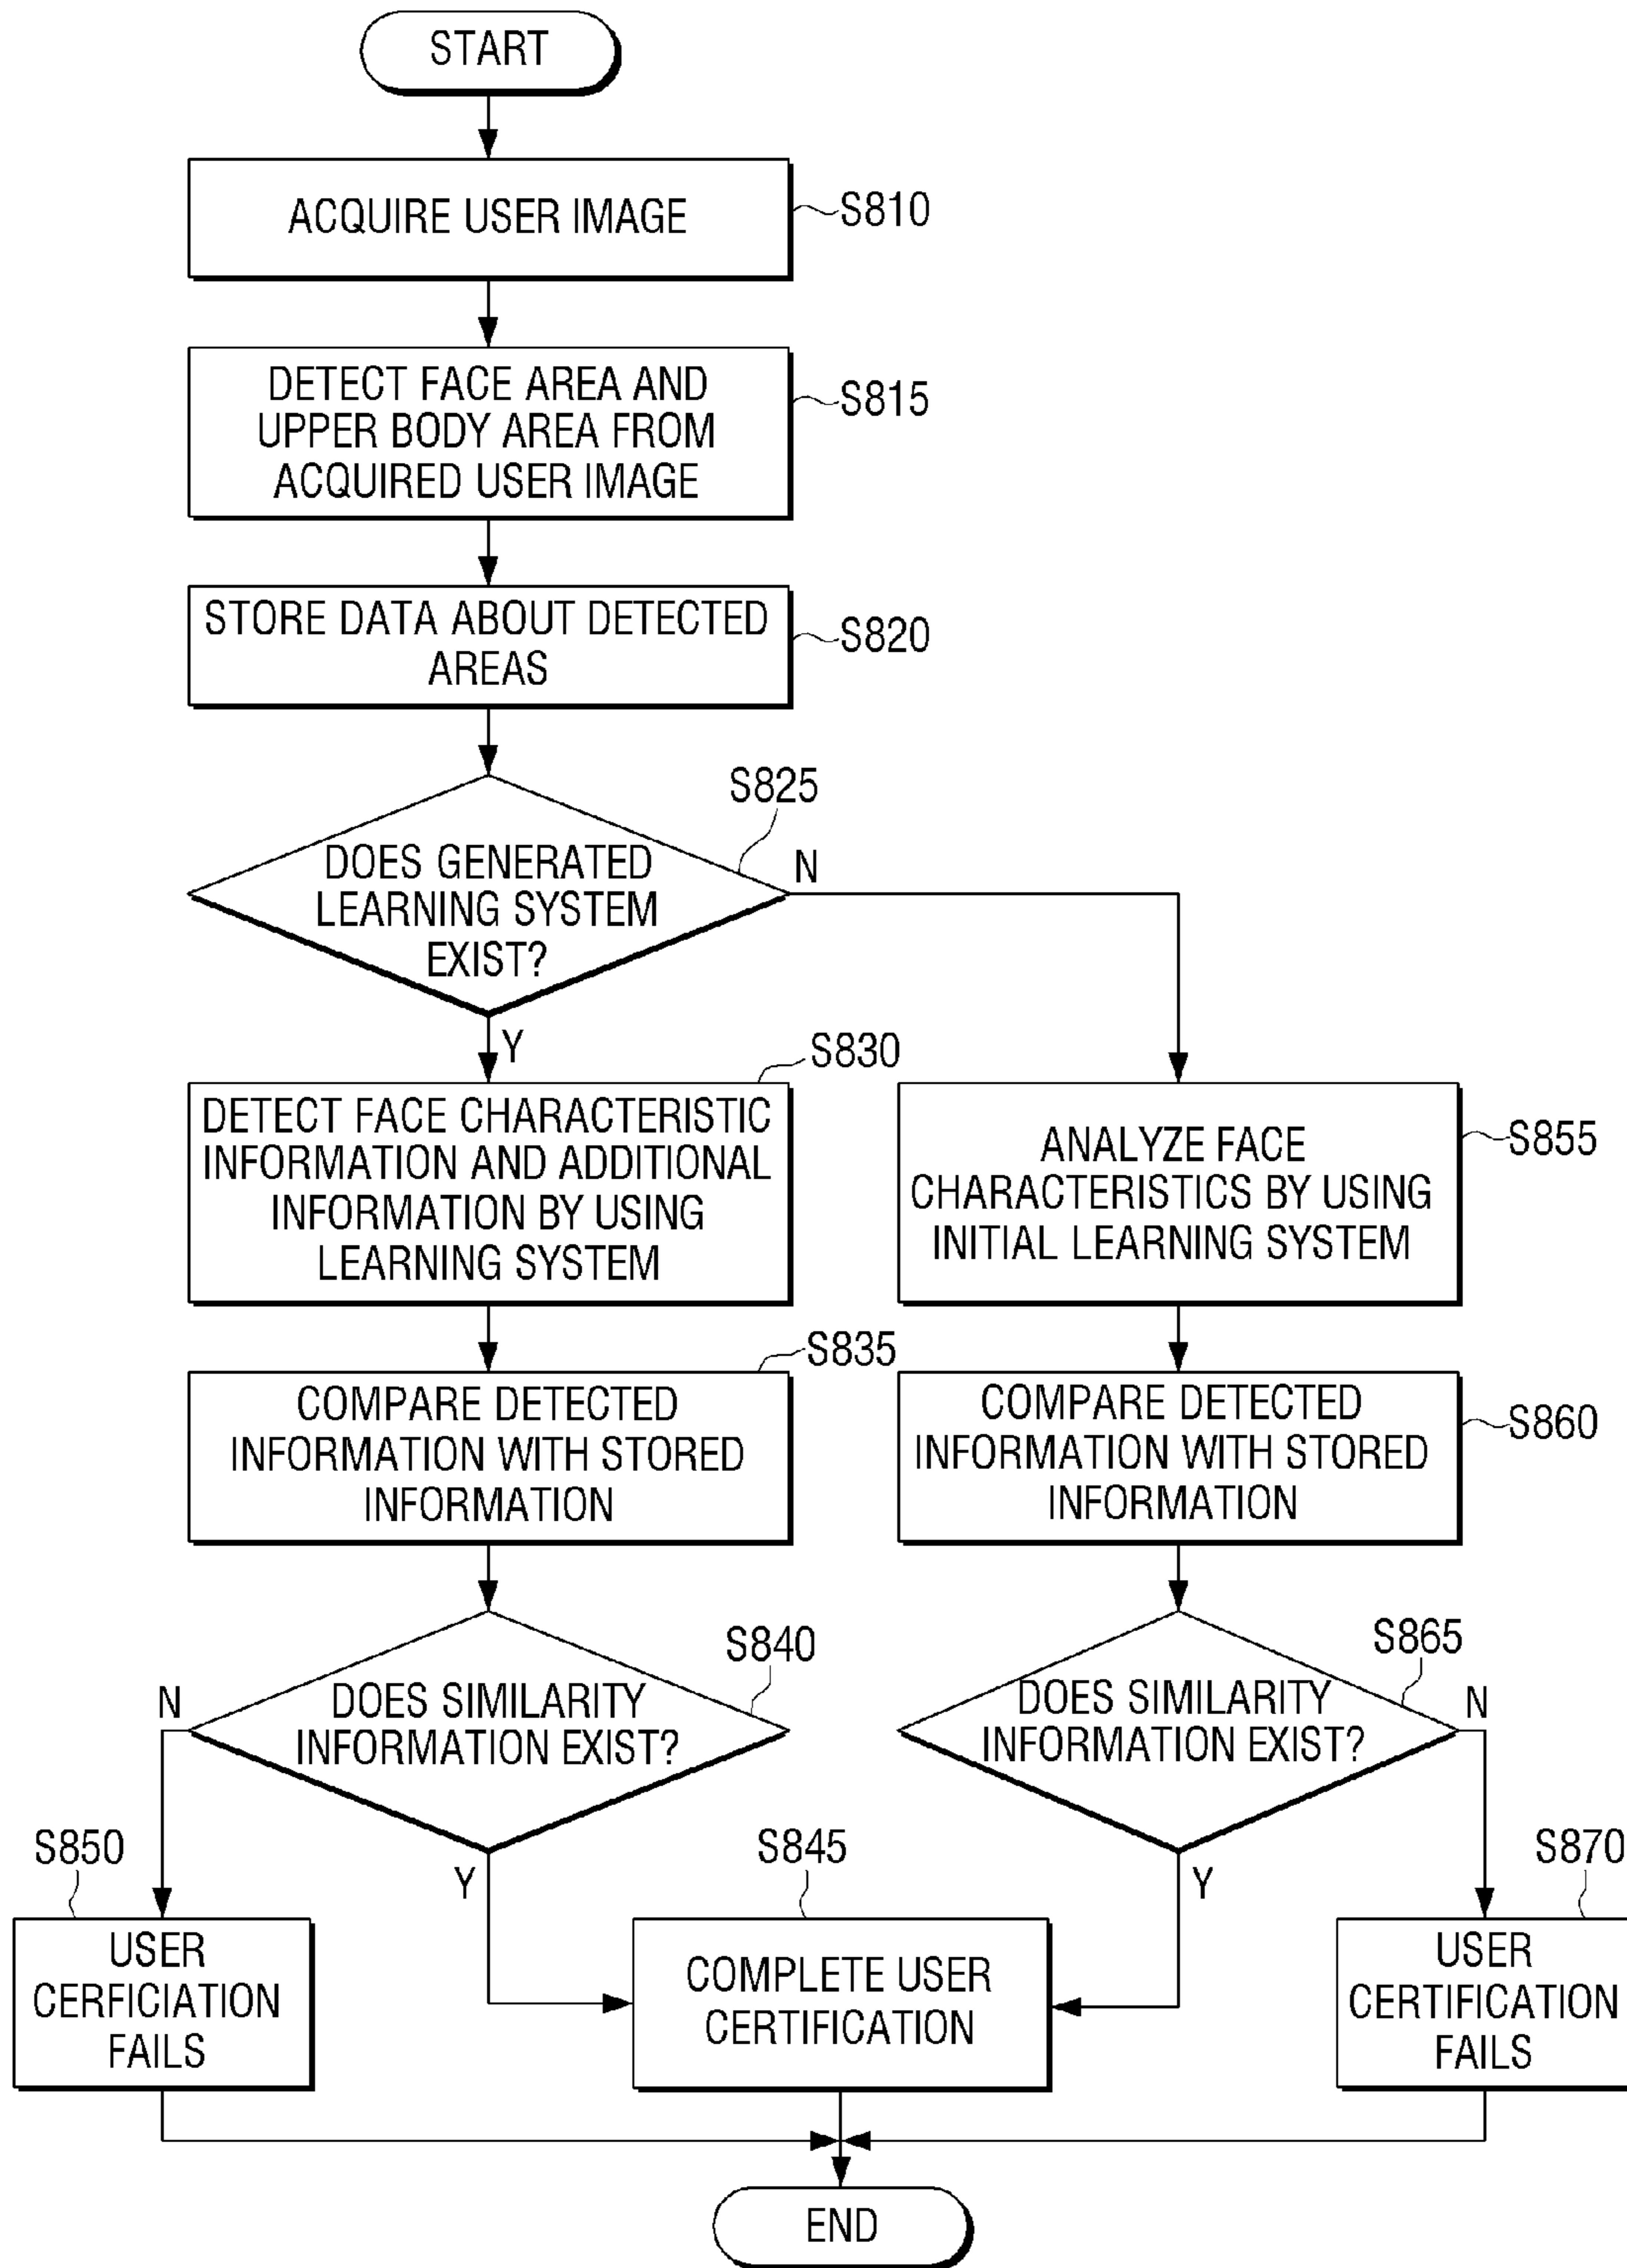 START
ACQUIRE USER IMAGE
S810
DETECT FACE AREA AND
UPPER BODY AREA FROM
ACQUIRED USER IMAGE
S815
STORE DATA ABOUT DETECTED
AREAS
S820
S825
DOES GENERATED
LEARNING SYSTEM
EXIST?
N
Y
S830
DETECT FACE CHARACTERISTIC
INFORMATION AND ADDITIONAL
INFORMATION BY USING
LEARNING SYSTEM
ANALYZE FACE
CHARACTERISTICS BY USING
INITIAL LEARNING SYSTEM
S855
S835
COMPARE DETECTED
INFORMATION WITH STORED
INFORMATION
COMPARE DETECTED
INFORMATION WITH STORED
INFORMATION
S860
S840
DOES SIMILARITY
INFORMATION EXIST?
N
Y
S865
DOES SIMILARITY
INFORMATION EXIST?
N
Y
S850
USER
CERFICIATION
FAILS
S845
COMPLETE USER
CERTIFICATION
S870
USER
CERTIFICATION
FAILS
END